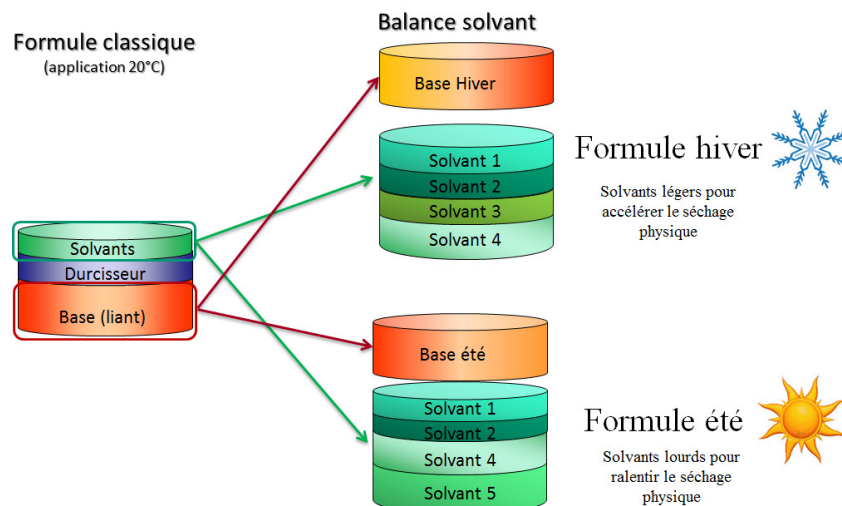 Formule classique
(application 20°C)
Solvants
Durcisseur
Base (liant)
Balance solvant
Base Hiver
Solvant 1
Solvant 2
Solvant 3
Solvant 4
Formule hiver
Solvants légers pour
accélérer le séchage
physique
Base été
Solvant 1
Solvant 2
Solvant 4
Solvant 5
Formule été
Solvants lourds pour
ralentir le séchage
physique